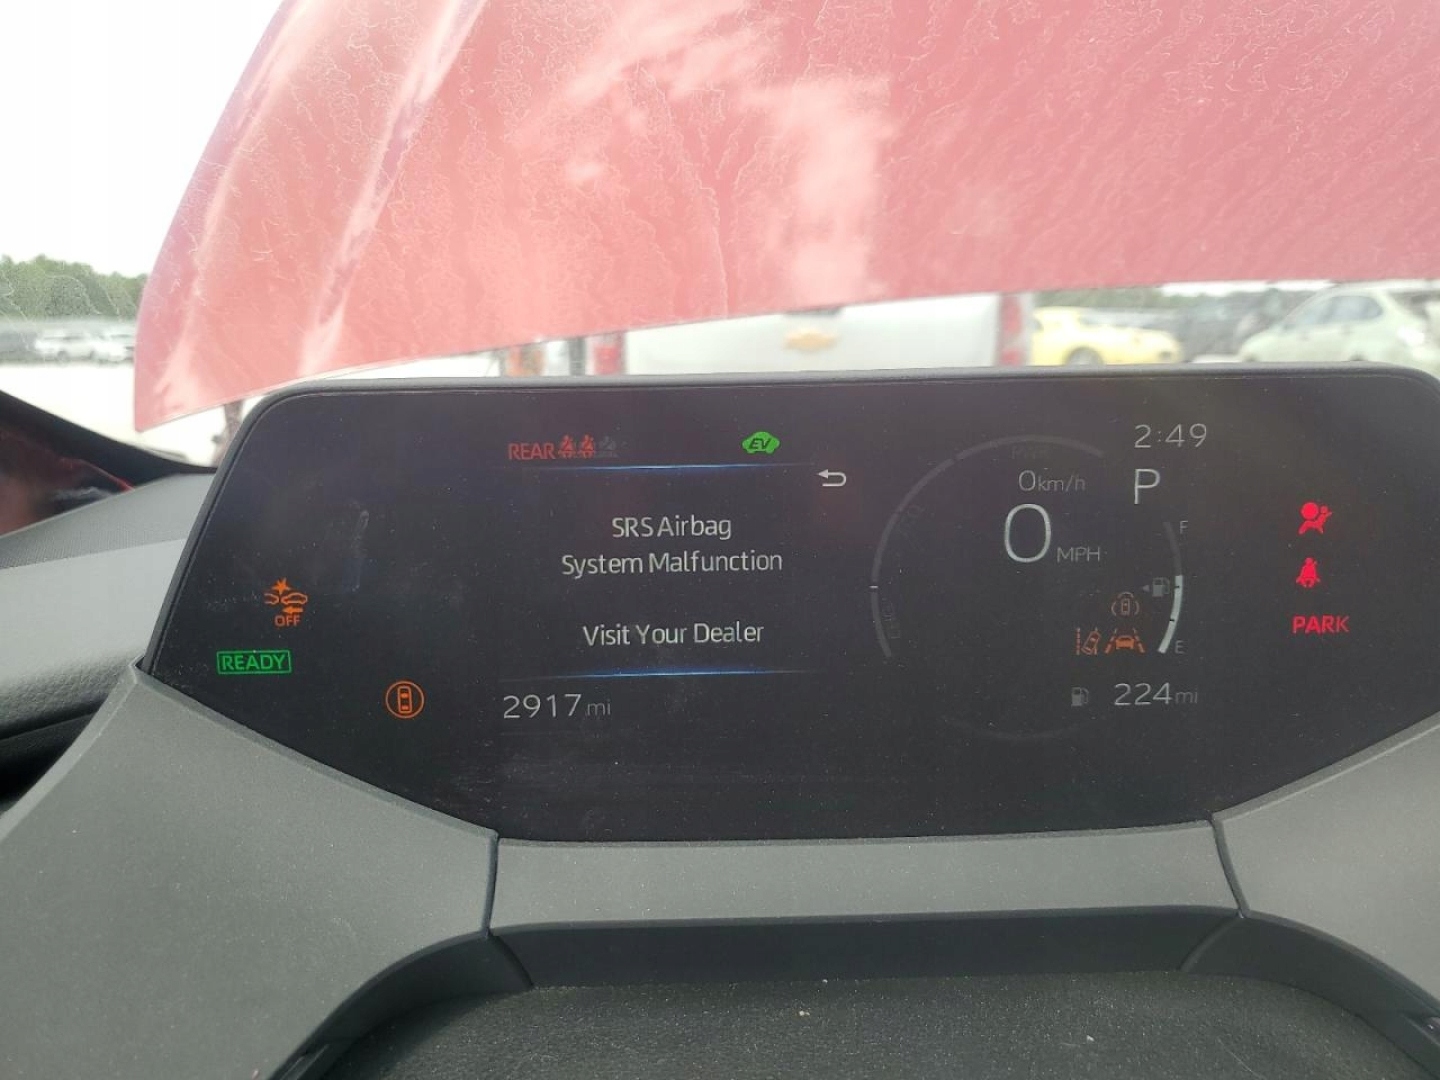 REAR
EV
2:49
0 km/h
P
0 MPH
F
SRS Airbag
System Malfunction
Visit Your Dealer
OFF
READY
PARK
E
2917 mi
224 mi